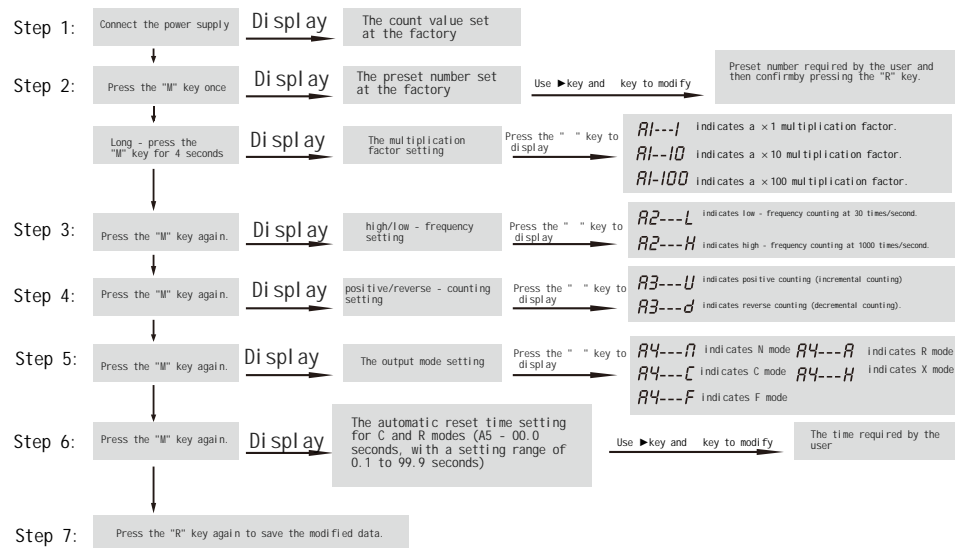 Step 1:
Connect the power supply
Display
The count value set
at the factory
Step 2:
Press the "M" key once
Display
The preset number set
at the factory
Use ►key and key to modify
Preset number required by the user and
then confirmby pressing the "R" key.
Long - press the
"M" key for 4 seconds
Display
The multiplication
factor setting
Press the " " key to
display
A1---1 indicates a ×1 multiplication factor.
A1--10 indicates a ×10 multiplication factor.
A1-100 indicates a ×100 multiplication factor.
Step 3:
Press the "M" key again.
Display
high/low - frequency
setting
Press the " " key to
display
A2---L indicates low - frequency counting at 30 times/second.
A2---H indicates high - frequency counting at 1000 times/second.
Step 4:
Press the "M" key again.
Display
positive/reverse - counting
setting
Press the " " key to
display
A3---U indicates positive counting (incremental counting)
A3---d indicates reverse counting (decremental counting).
Step 5:
Press the "M" key again.
Display
The output mode setting
Press the " " key to
display
A4---n indicates N mode A4---A indicates R mode
A4---C indicates C mode A4---H indicates X mode
A4---F indicates F mode
Step 6:
Press the "M" key again.
Display
The automatic reset time setting
for C and R modes (A5 - 00.0
seconds, with a setting range of
0.1 to 99.9 seconds)
Use ►key and key to modify
The time required by the
user
Step 7:
Press the "R" key again to save the modified data.